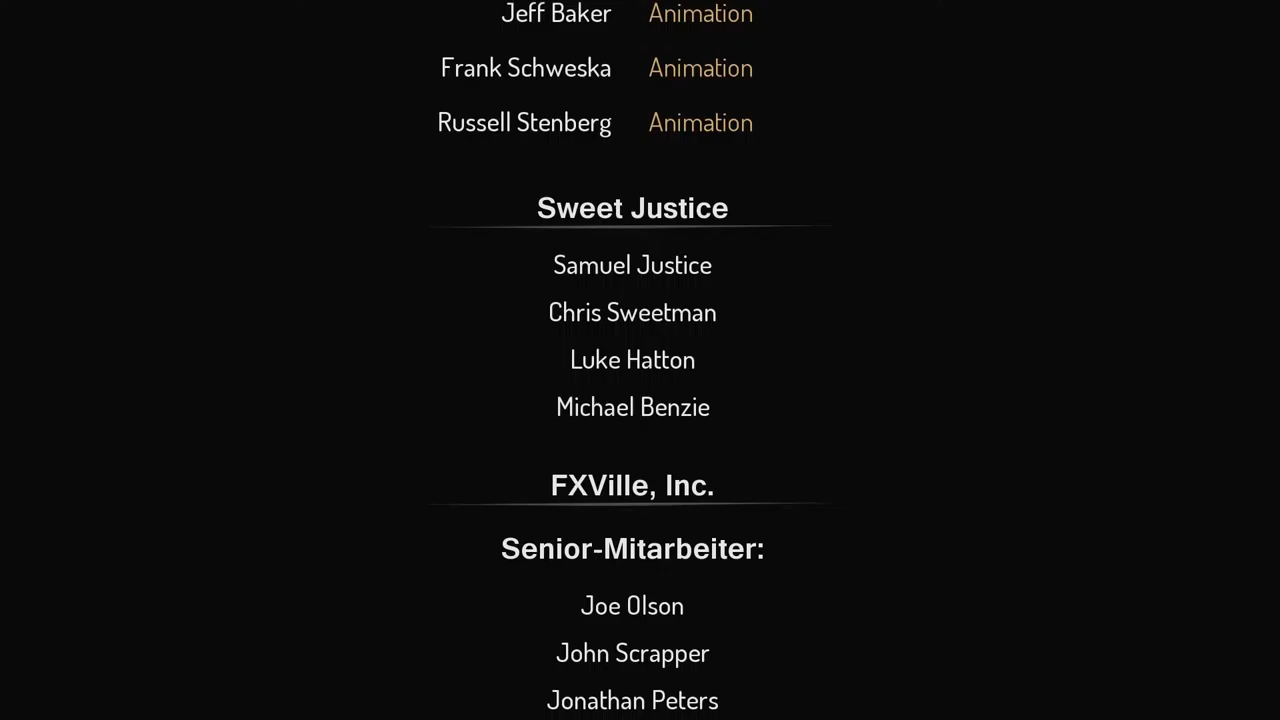 Jeff Baker Animation
Frank Schweska Animation
Russell Stenberg Animation
Sweet Justice
Samuel Justice
Chris Sweetman
Luke Hatton
Michael Benzie
FXVille, Inc.
Senior-Mitarbeiter:
Joe Olson
John Scrapper
Jonathan Peters